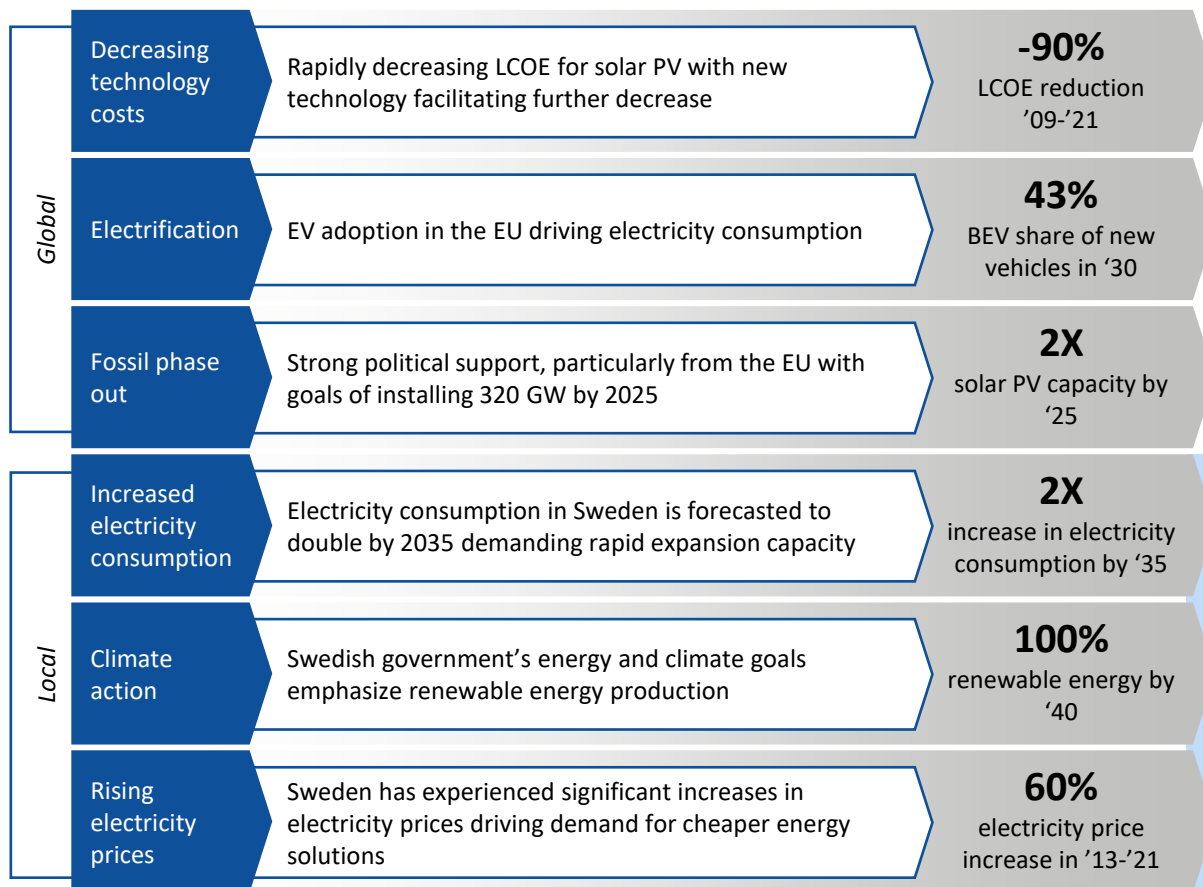 Global
Decreasing
technology
costs
Rapidly decreasing LCOE for solar PV with new
technology facilitating further decrease
-90%
LCOE reduction
’09-’21
Electrification
EV adoption in the EU driving electricity consumption
43%
BEV share of new
vehicles in ‘30
Fossil phase
out
Strong political support, particularly from the EU with
goals of installing 320 GW by 2025
2X
solar PV capacity by
‘25
Local
Increased
electricity
consumption
Electricity consumption in Sweden is forecasted to
double by 2035 demanding rapid expansion capacity
2X
increase in electricity
consumption by ‘35
Climate
action
Swedish government’s energy and climate goals
emphasize renewable energy production
100%
renewable energy by
‘40
Rising
electricity
prices
Sweden has experienced significant increases in
electricity prices driving demand for cheaper energy
solutions
60%
electricity price
increase in ’13-’21